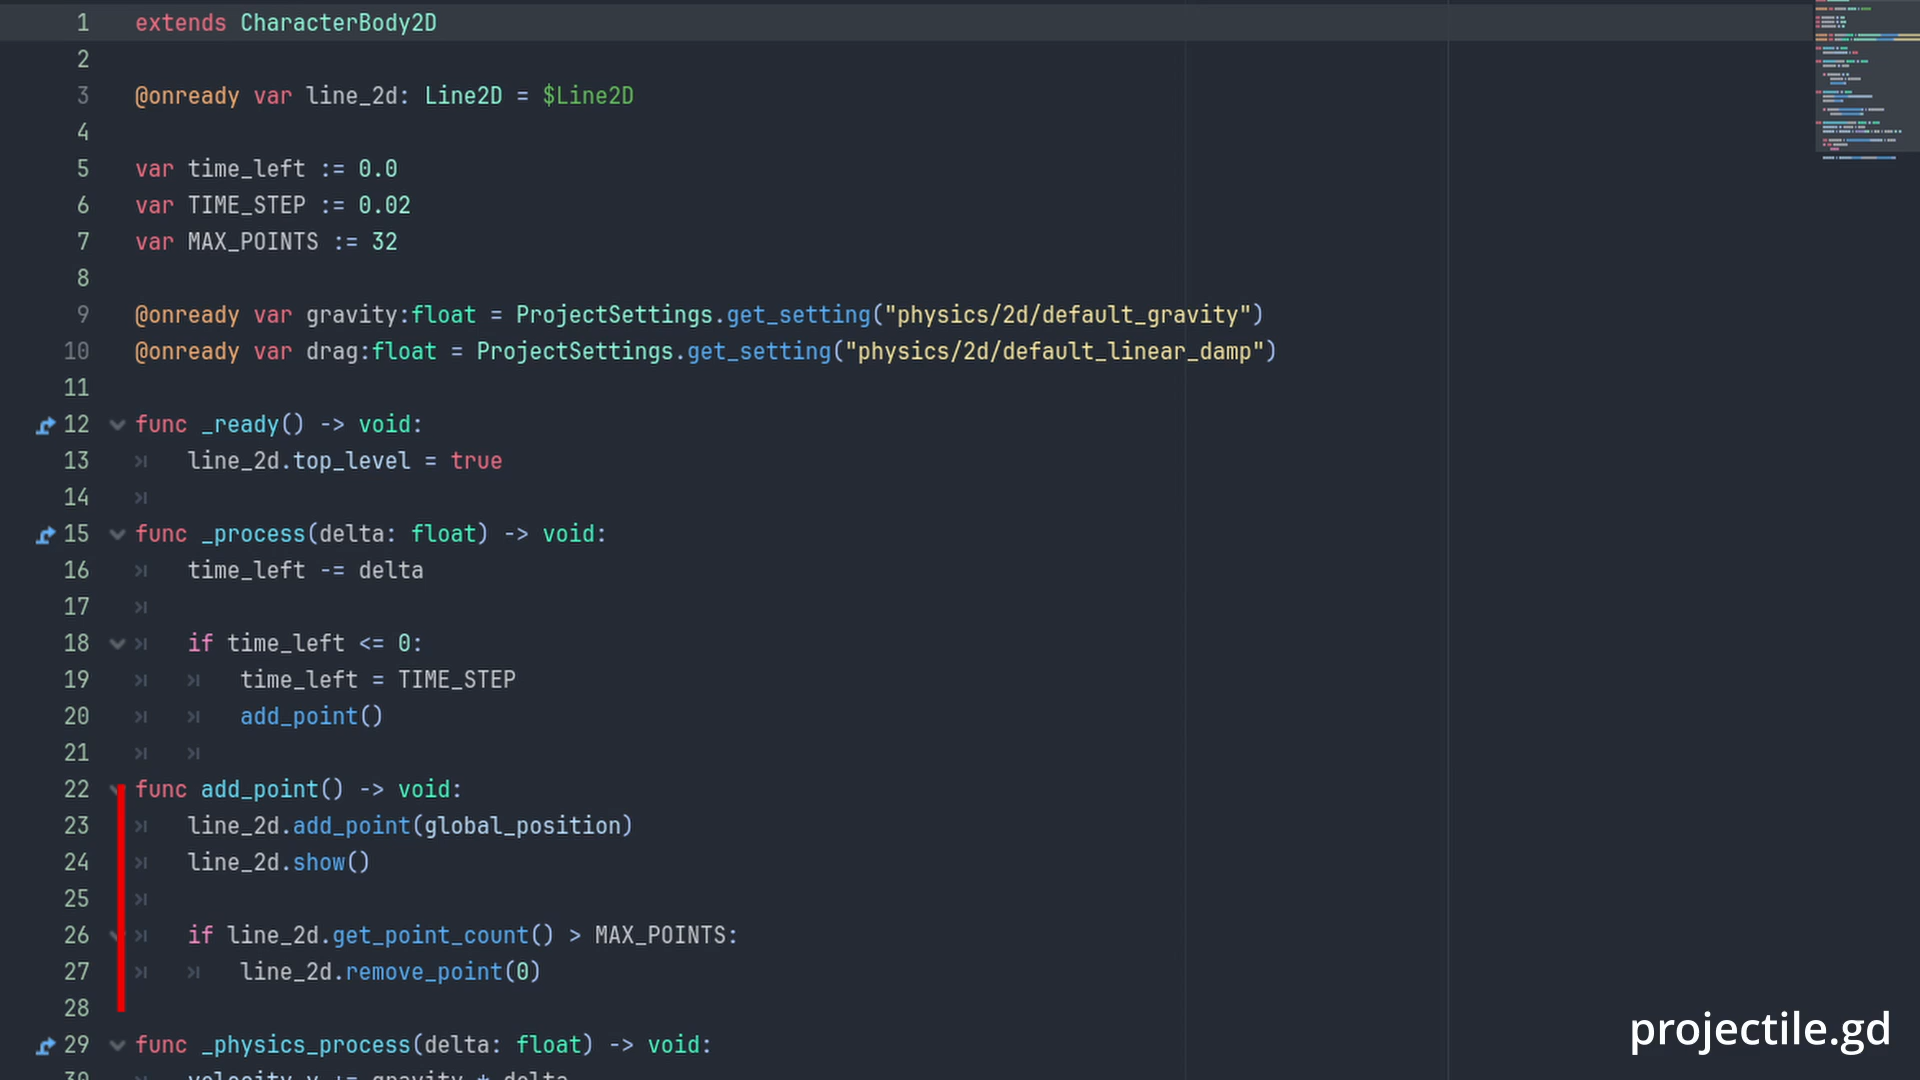 1 extends CharacterBody2D
2
3 @onready var line_2d: Line2D = $Line2D
4
5 var time_left := 0.0
6 var TIME_STEP := 0.02
7 var MAX_POINTS := 32
8
9 @onready var gravity:float = ProjectSettings.get_setting("physics/2d/default_gravity")
10 @onready var drag:float = ProjectSettings.get_setting("physics/2d/default_linear_damp")
11
12 func _ready() -> void:
13 line_2d.top_level = true
14
15 func _process(delta: float) -> void:
16 time_left -= delta
17
18 if time_left <= 0:
19 time_left = TIME_STEP
20 add_point()
21
22 func add_point() -> void:
23 line_2d.add_point(global_position)
24 line_2d.show()
25
26 if line_2d.get_point_count() > MAX_POINTS:
27 line_2d.remove_point(0)
28
29 func _physics_process(delta: float) -> void:
30 velocity.y += gravity * delta
projectile.gd